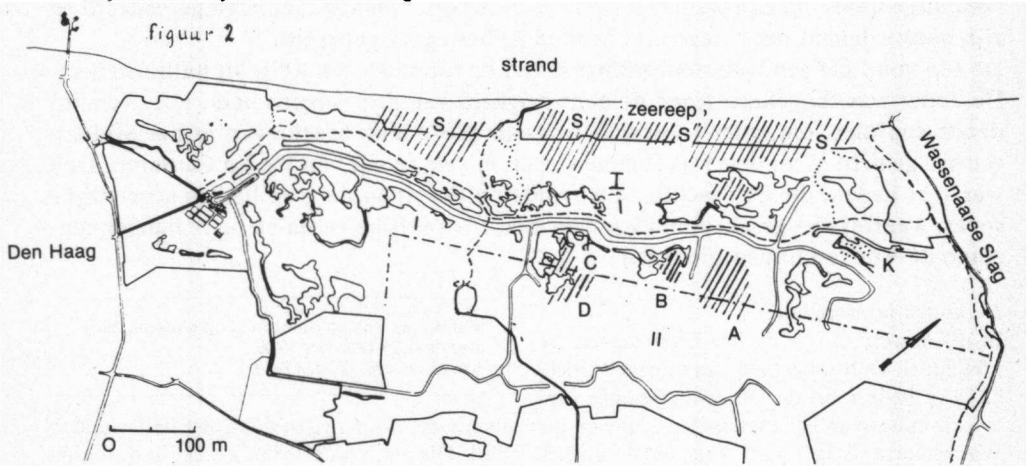 figuur 2
strand
zeereep
S
S
S
S
I
Wassenaarse Slag
Den Haag
C
K
D
B
A
II
0
100 m